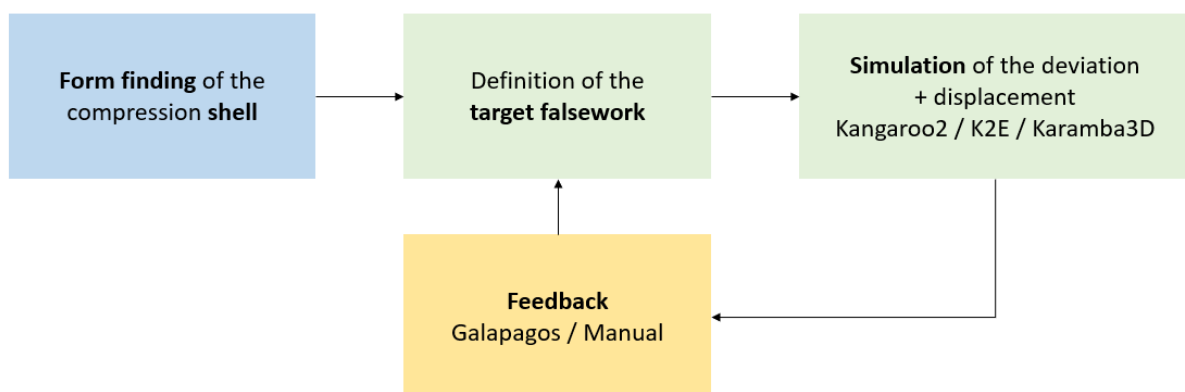 Form finding of the
compression shell
Definition of the
target falsework
Simulation of the deviation
+ displacement
Kangaroo2 / K2E / Karamba3D
Feedback
Galapagos / Manual